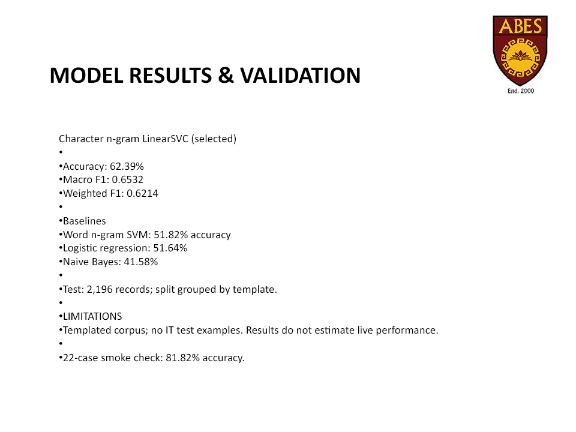 ABES
Estd. 2000
MODEL RESULTS & VALIDATION
Character n-gram LinearSVC (selected)
•
•Accuracy: 62.39%
•Macro F1: 0.6532
•Weighted F1: 0.6214
•
•Baselines
•Word n-gram SVM: 51.82% accuracy
•Logistic regression: 51.64%
•Naive Bayes: 41.58%
•
•Test: 2,196 records; split grouped by template.
•
•LIMITATIONS
•Templated corpus; no IT test examples. Results do not estimate live performance.
•
•22-case smoke check: 81.82% accuracy.